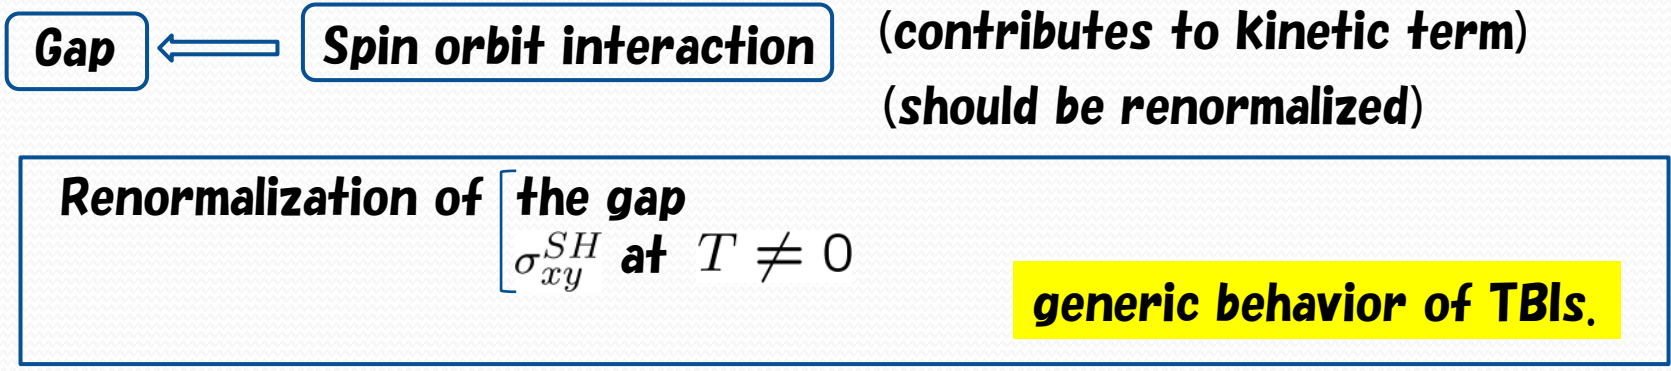 Gap ⇐ Spin orbit interaction (contributes to kinetic term)
(should be renormalized)
Renormalization of the gap
σ_{xy}^{SH} at T ≠ 0
generic behavior of TBIs.